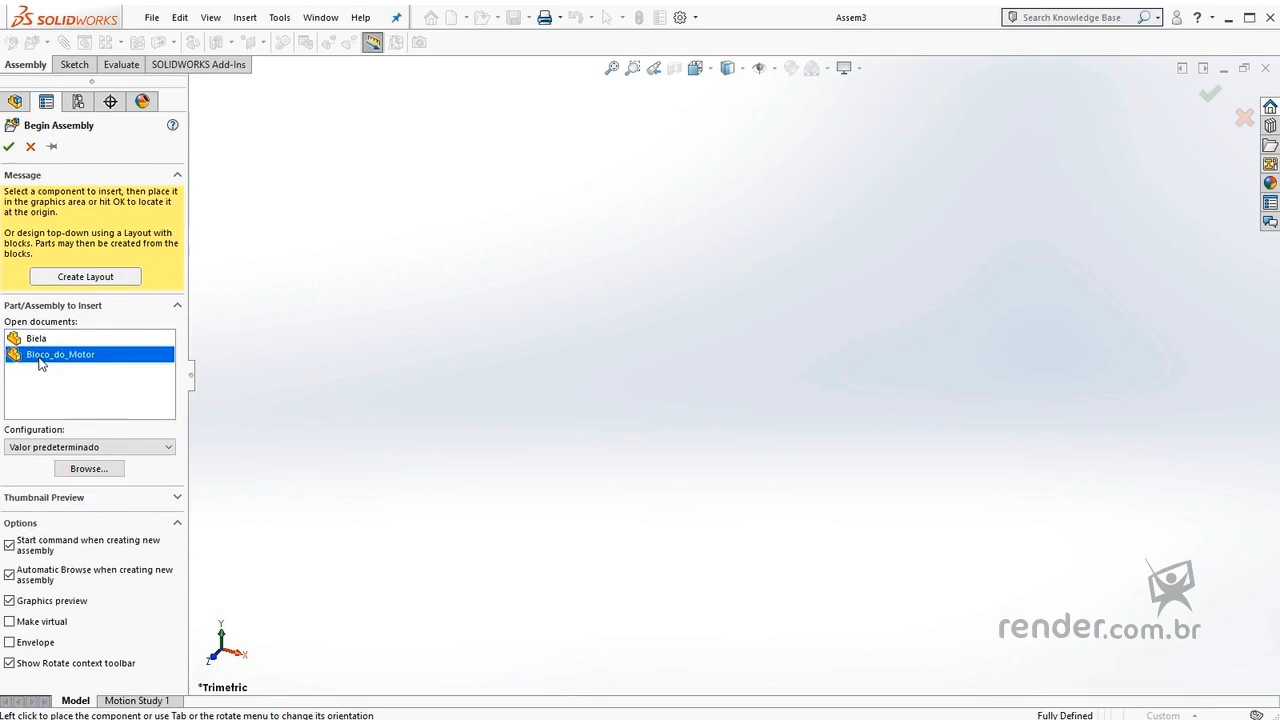 SOLIDWORKS File Edit View Insert Tools Window Help Assem3 Search Knowledge Base ?
Assembly Sketch Evaluate SOLIDWORKS Add-Ins
Begin Assembly ?
Message
Select a component to insert, then place it
in the graphics area or hit OK to locate it
at the origin.
Or design top-down using a Layout with
blocks. Parts may then be created from the
blocks.
Create Layout
Part/Assembly to Insert
Open documents:
Biela
Bloco_do_Motor
Configuration:
Valor predeterminado
Browse...
Thumbnail Preview
Options
Start command when creating new
assembly
Automatic Browse when creating new
assembly
Graphics preview
Make virtual
Envelope
Show Rotate context toolbar
Y
X
Z
*Trimetric
render.com.br
Model Motion Study 1
Left click to place the component or use Tab or the rotate menu to change its orientation Fully Defined Custom